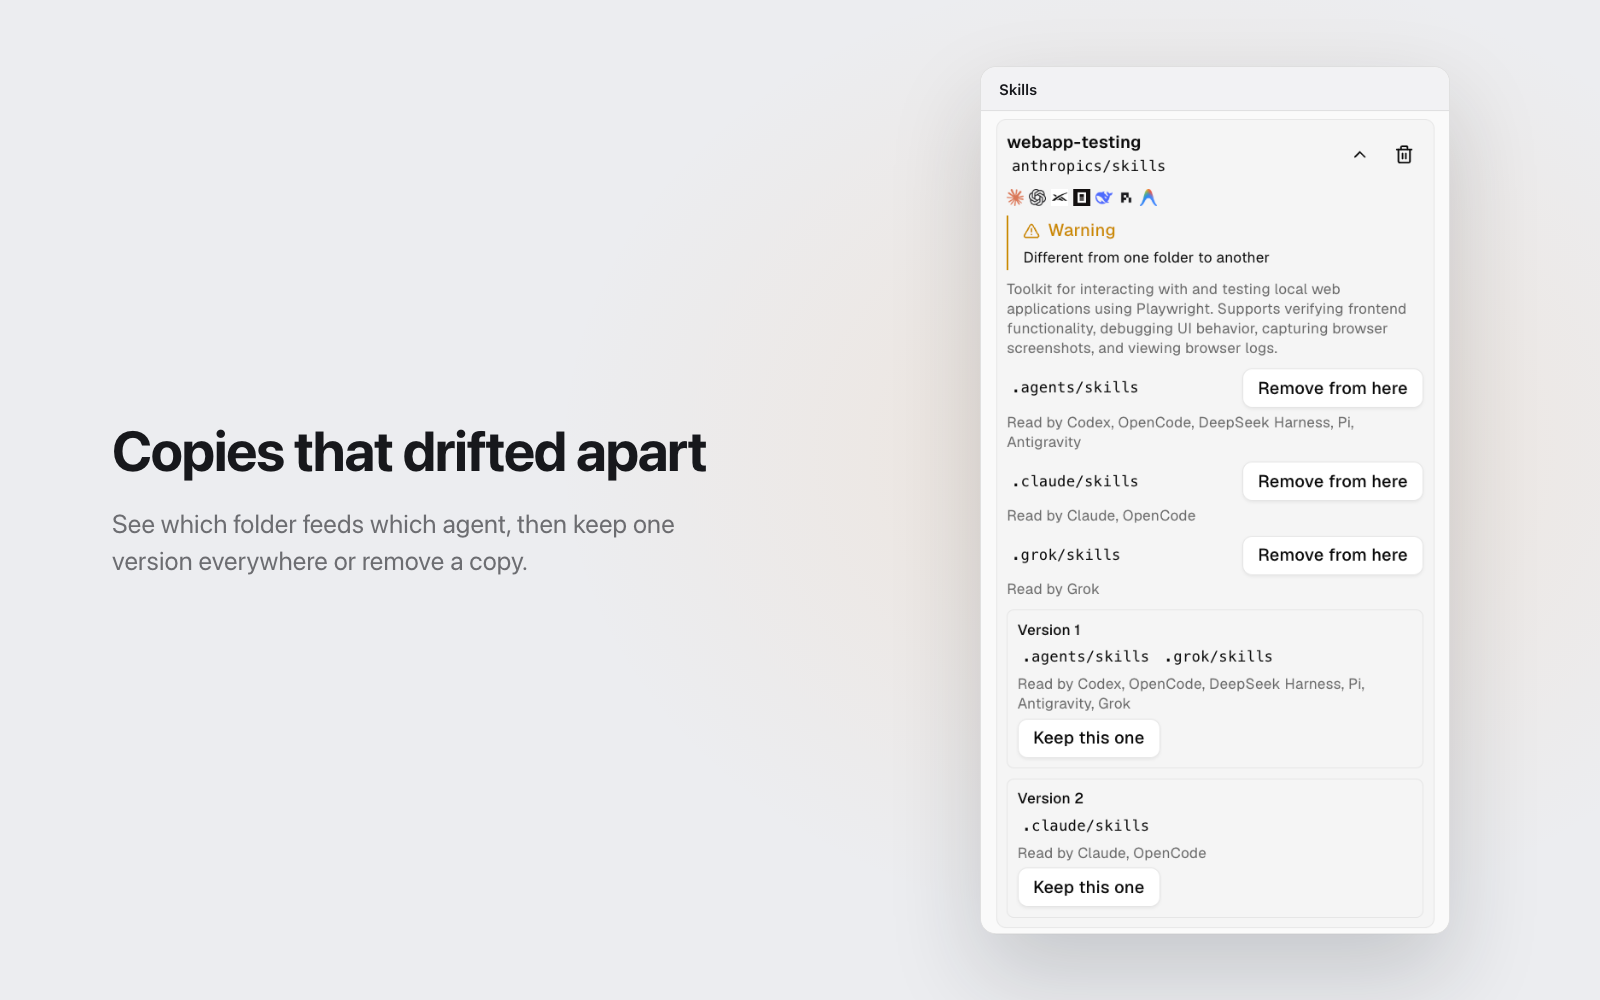 Copies that drifted apart
See which folder feeds which agent, then keep one
version everywhere or remove a copy.
Skills
webapp-testing
anthropics/skills
Warning
Different from one folder to another
Toolkit for interacting with and testing local web
applications using Playwright. Supports verifying frontend
functionality, debugging UI behavior, capturing browser
screenshots, and viewing browser logs.
.agents/skills
Remove from here
Read by Codex, OpenCode, DeepSeek Harness, Pi,
Antigravity
.claude/skills
Remove from here
Read by Claude, OpenCode
.grok/skills
Remove from here
Read by Grok
Version 1
.agents/skills .grok/skills
Read by Codex, OpenCode, DeepSeek Harness, Pi,
Antigravity, Grok
Keep this one
Version 2
.claude/skills
Read by Claude, OpenCode
Keep this one